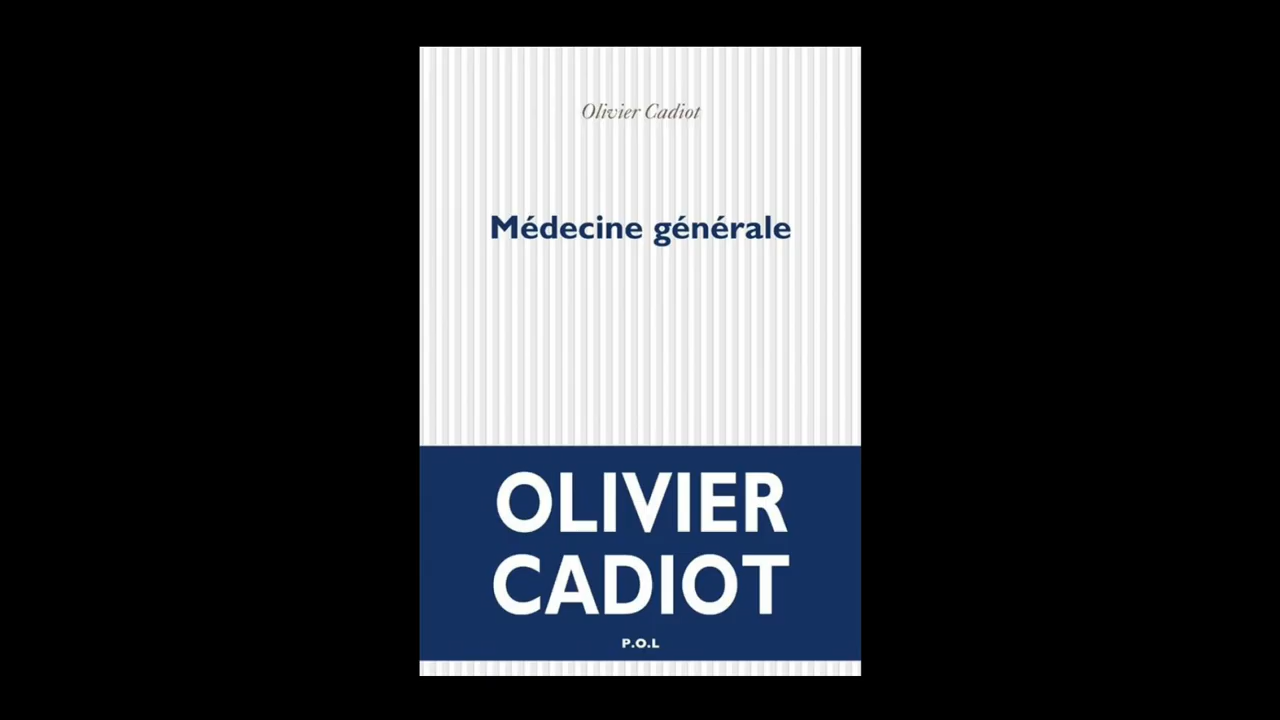 Olivier Cadiot
Médecine générale
OLIVIER
CADIOT
P.O.L